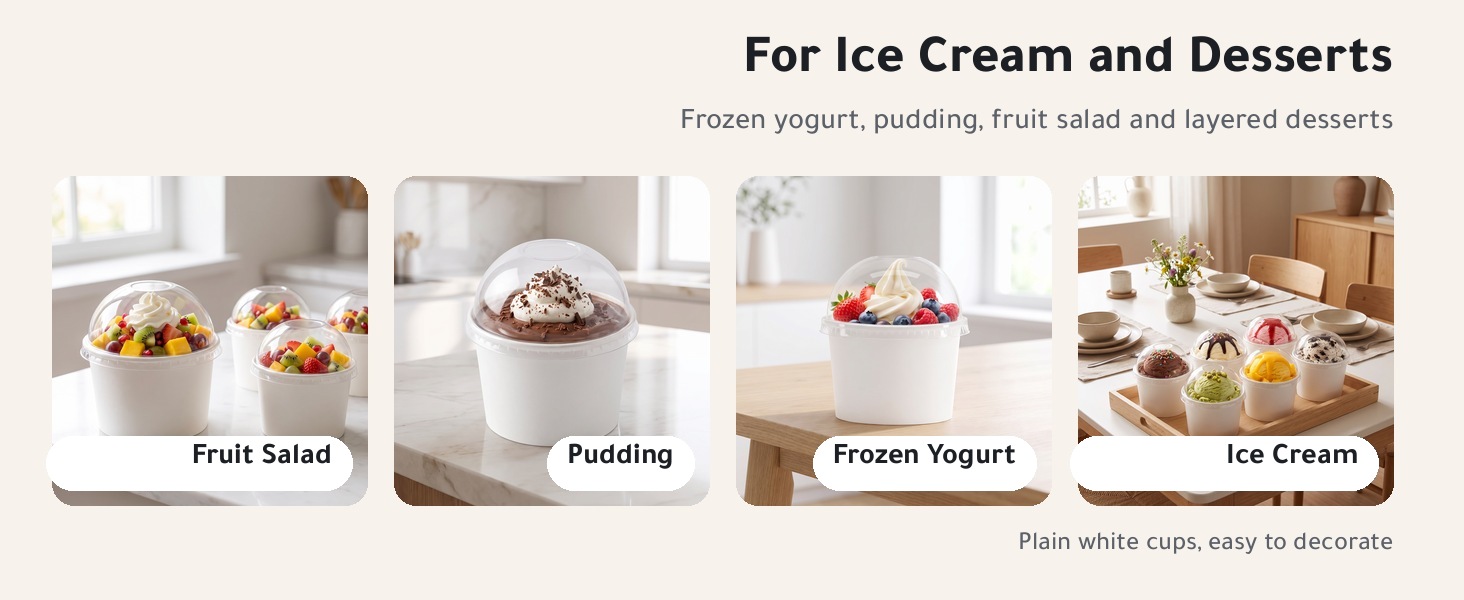 For Ice Cream and Desserts
Frozen yogurt, pudding, fruit salad and layered desserts
Fruit Salad
Pudding
Frozen Yogurt
Ice Cream
Plain white cups, easy to decorate